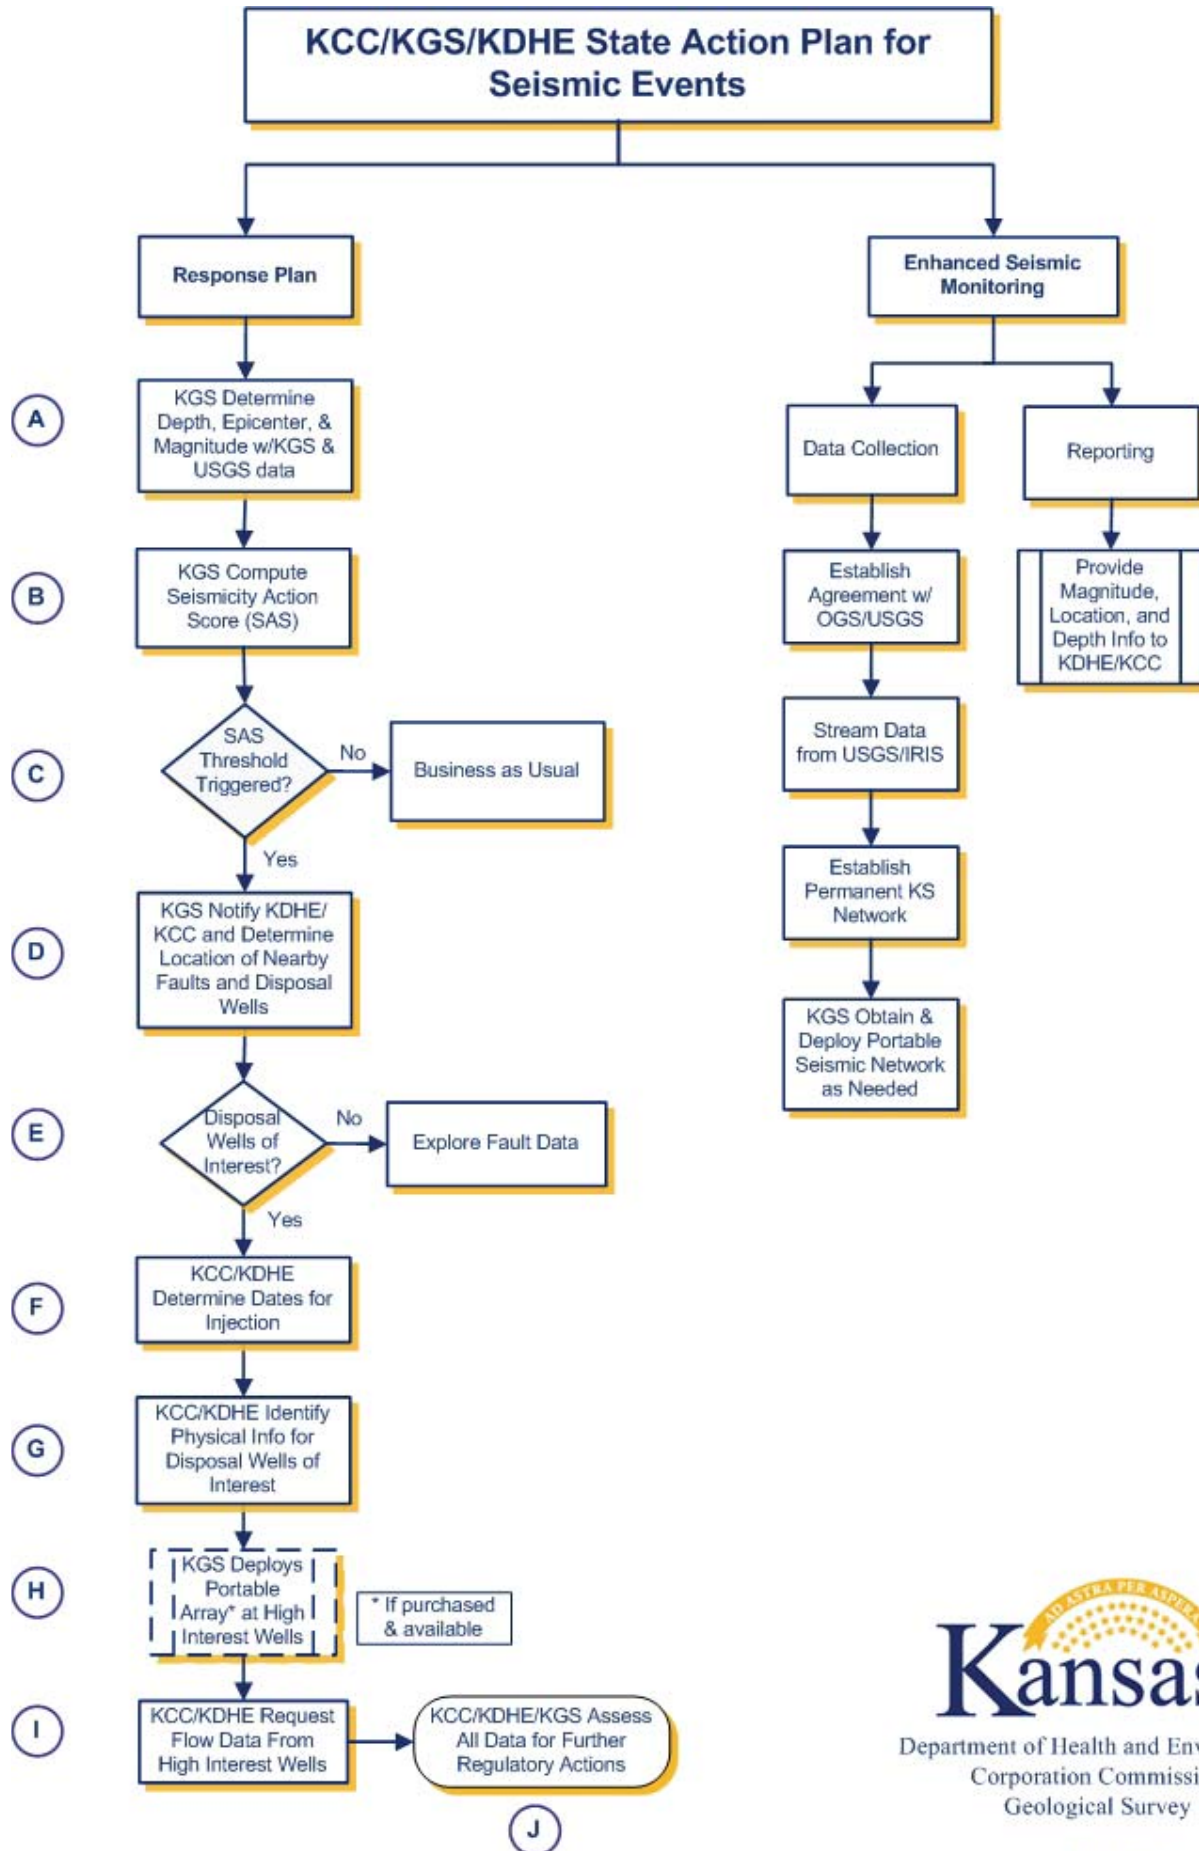 KCC/KGS/KDHE State Action Plan for
Seismic Events
Response Plan
A
KGS Determine
Depth, Epicenter, &
Magnitude w/KGS &
USGS data
B
KGS Compute
Seismicity Action
Score (SAS)
C
SAS
Threshold
Triggered?
No
Business as Usual
Yes
D
KGS Notify KDHE/
KCC and Determine
Location of Nearby
Faults and Disposal
Wells
E
Disposal
Wells of
Interest?
No
Explore Fault Data
Yes
F
KCC/KDHE
Determine Dates for
Injection
G
KCC/KDHE Identify
Physical Info for
Disposal Wells of
Interest
H
KGS Deploys
Portable
Array* at High
Interest Wells
* If purchased
& available
I
KCC/KDHE Request
Flow Data From
High Interest Wells
KCC/KDHE/KGS Assess
All Data for Further
Regulatory Actions
J
Enhanced Seismic
Monitoring
Data Collection
Establish
Agreement w/
OGS/USGS
Stream Data
from USGS/IRIS
Establish
Permanent KS
Network
KGS Obtain &
Deploy Portable
Seismic Network
as Needed
Reporting
Provide
Magnitude,
Location, and
Depth Info to
KDHE/KCC
AD ASTRA PER ASPERA
Kansas
Department of Health and Env
Corporation Commissi
Geological Survey